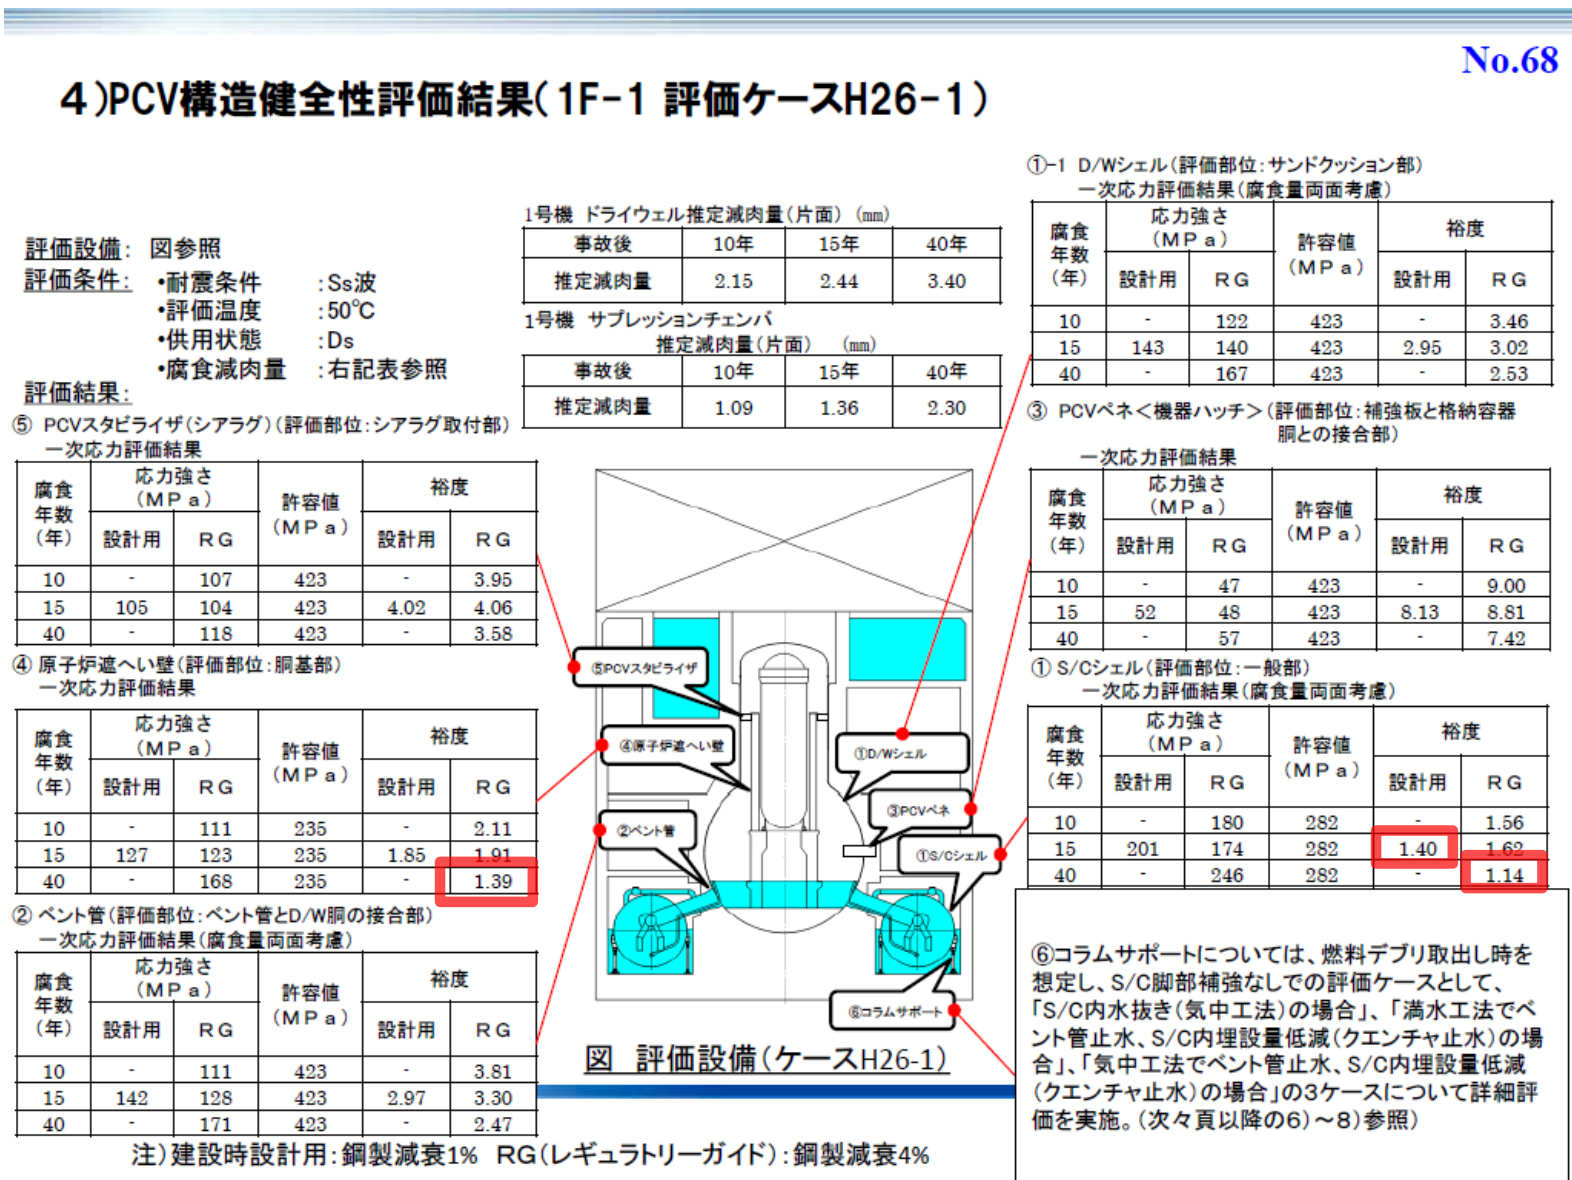 No.68
4)PCV構造健全性評価結果(1F-1 評価ケースH26-1)
評価設備: 図参照
評価条件: •耐震条件 :Ss波
•評価温度 :50℃
•供用状態 :Ds
•腐食減肉量 :右記表参照
評価結果:
1号機 ドライウェル推定減肉量(片面) (mm)
事故後 10年 15年 40年
推定減肉量 2.15 2.44 3.40
1号機 サプレッションチェンバ
推定減肉量(片面) (mm)
事故後 10年 15年 40年
推定減肉量 1.09 1.36 2.30
⑤ PCVスタビライザ(シアラグ)(評価部位:シアラグ取付部)
一次応力評価結果
腐食年数(年) 応力強さ(MPa) 許容値(MPa) 裕度
設計用 RG 設計用 RG
10 - 107 423 - 3.95
15 105 104 423 4.02 4.06
40 - 118 423 - 3.58
④ 原子炉遮へい壁(評価部位:胴基部)
一次応力評価結果
腐食年数(年) 応力強さ(MPa) 許容値(MPa) 裕度
設計用 RG 設計用 RG
10 - 111 235 - 2.11
15 127 123 235 1.85 1.91
40 - 168 235 - 1.39
② ベント管(評価部位:ベント管とD/W胴の接合部)
一次応力評価結果(腐食量両面考慮)
腐食年数(年) 応力強さ(MPa) 許容値(MPa) 裕度
設計用 RG 設計用 RG
10 - 111 423 - 3.81
15 142 128 423 2.97 3.30
40 - 171 423 - 2.47
①-1 D/Wシェル(評価部位:サンドクッション部)
一次応力評価結果(腐食量両面考慮)
腐食年数(年) 応力強さ(MPa) 許容値(MPa) 裕度
設計用 RG 設計用 RG
10 - 122 423 - 3.46
15 143 140 423 2.95 3.02
40 - 167 423 - 2.53
③ PCVペネ<機器ハッチ>(評価部位:補強板と格納容器
胴との接合部)
一次応力評価結果
腐食年数(年) 応力強さ(MPa) 許容値(MPa) 裕度
設計用 RG 設計用 RG
10 - 47 423 - 9.00
15 52 48 423 8.13 8.81
40 - 57 423 - 7.42
① S/Cシェル(評価部位:一般部)
一次応力評価結果(腐食量両面考慮)
腐食年数(年) 応力強さ(MPa) 許容値(MPa) 裕度
設計用 RG 設計用 RG
10 - 180 282 - 1.56
15 201 174 282 1.40 1.62
40 - 246 282 - 1.14
⑤PCVスタビライザ
④原子炉遮へい壁
①D/Wシェル
③PCVペネ
②ベント管
①S/Cシェル
⑥コラムサポート
図 評価設備(ケースH26-1)
⑥コラムサポートについては、燃料デブリ取出し時を
想定し、S/C脚部補強なしでの評価ケースとして、
「S/C内水抜き(気中工法)の場合」、「満水工法でベ
ント管止水、S/C内埋設量低減(クエンチャ止水)の場
合」、「気中工法でベント管止水、S/C内埋設量低減
(クエンチャ止水)の場合」の3ケースについて詳細評
価を実施。(次々頁以降の6)~8)参照)
注)建設時設計用:鋼製減衰1% RG(レギュラトリーガイド):鋼製減衰4%